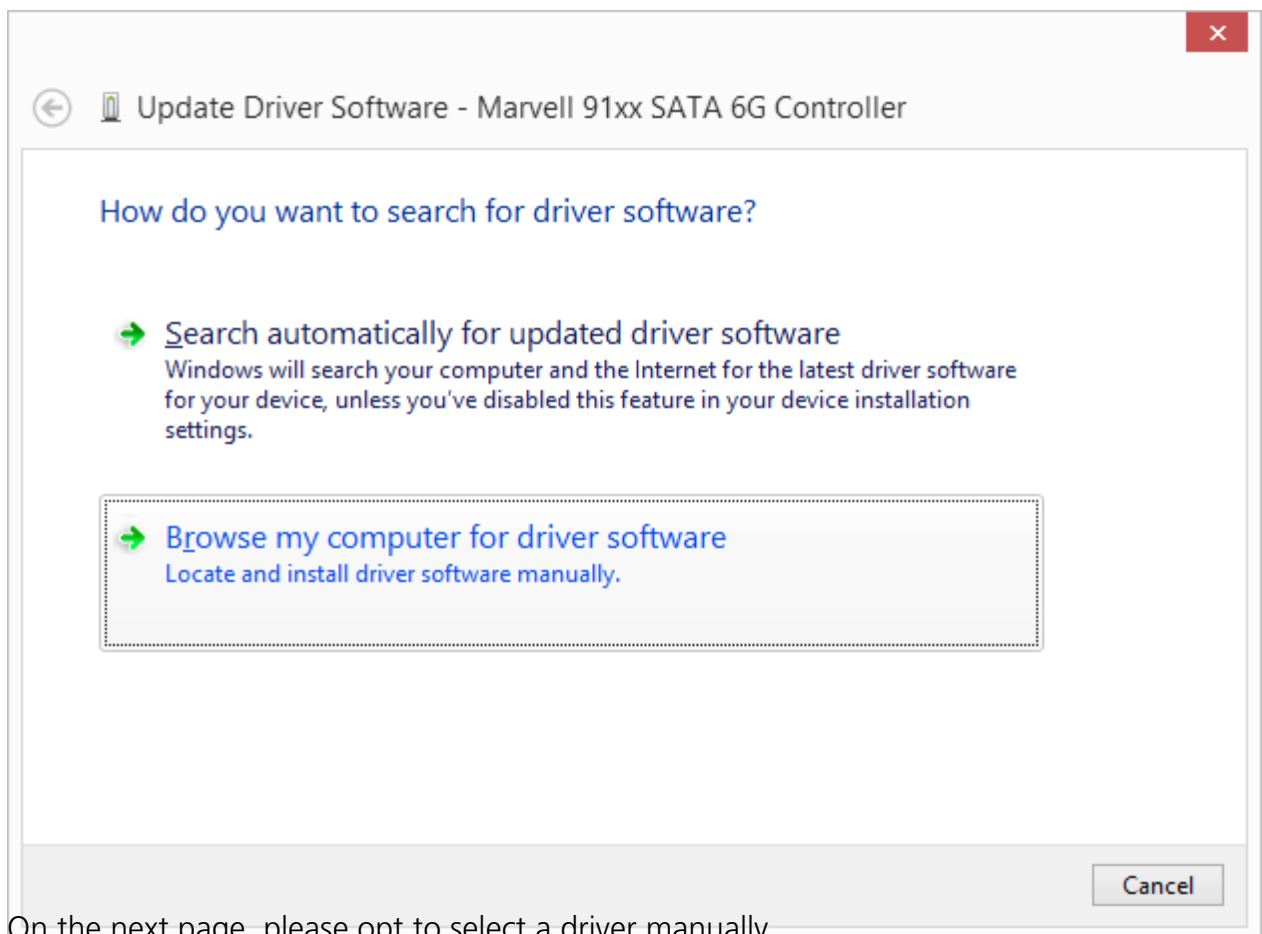 Update Driver Software - Marvell 91xx SATA 6G Controller
How do you want to search for driver software?
Search automatically for updated driver software
Windows will search your computer and the Internet for the latest driver software
for your device, unless you've disabled this feature in your device installation
settings.
Browse my computer for driver software
Locate and install driver software manually.
Cancel
On the next page, please opt to select a driver manually